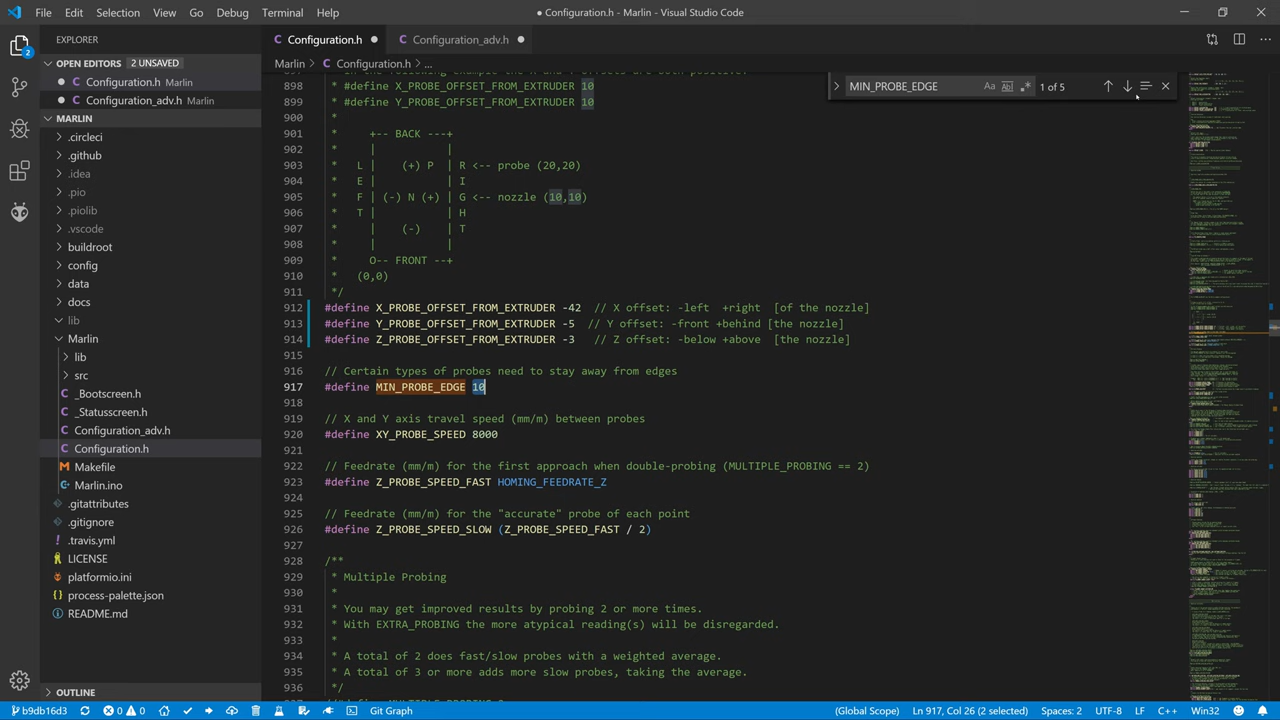 File Edit Selection View Go Debug Terminal Help
● Configuration.h - Marlin - Visual Studio Code
EXPLORER
OPEN EDITORS 2 UNSAVED
Configuration.h Marlin
Configuration_adv.h Marlin
MARLIN
.circleci
.github
.idea
.pio
.piolib
.vscode
buildroot
config
data
docs
lib
Marlin
lib
src
_Bootscreen.h
_Statusscreen.h
Configuration_adv.h
Configuration.h
Makefile
Marlin.ino
.gitattributes
.gitignore
.travis.yml
LICENSE
platformio.ini
process-palette.json
README.md
OUTLINE
2
Configuration.h
Configuration_adv.h
Marlin > Configuration.h > ...
MIN_PROBE_EDGE Aa Abl .* 1 of 5
898 * #define X_PROBE_OFFSET_FROM_EXTRUDER 10
899 * #define Y_PROBE_OFFSET_FROM_EXTRUDER 10
900 *
901 * +-- BACK ---+
902 * | |
903 * L | (+) P | R <-- probe (20,20)
904 * E | | I
905 * F | (-) N (+) | G <-- nozzle (10,10)
906 * T | | H
907 * | (-) | T
908 * | |
909 * O-- FRONT --+
910 * (0,0)
911 */
912 #define X_PROBE_OFFSET_FROM_EXTRUDER -44 // X offset: -left +right [of the nozzle]
913 #define Y_PROBE_OFFSET_FROM_EXTRUDER -5 // Y offset: -front +behind [the nozzle]
914 #define Z_PROBE_OFFSET_FROM_EXTRUDER -3 // Z offset: -below +above [the nozzle]
915
916 // Certain types of probes need to stay away from edges
917 #define MIN_PROBE_EDGE 10
918
919 // X and Y axis travel speed (mm/m) between probes
920 #define XY_PROBE_SPEED 8000
921
922 // Feedrate (mm/m) for the first approach when double-probing (MULTIPLE_PROBING == 2)
923 #define Z_PROBE_SPEED_FAST HOMING_FEEDRATE_Z
924
925 // Feedrate (mm/m) for the "accurate" probe of each point
926 #define Z_PROBE_SPEED_SLOW (Z_PROBE_SPEED_FAST / 2)
927
928 /**
929 * Multiple Probing
930 *
931 * You may get improved results by probing 2 or more times.
932 * With EXTRA_PROBING the more atypical reading(s) will be disregarded.
933 *
934 * A total of 2 does fast/slow probes with a weighted average.
935 * A total of 3 or more adds more slow probes, taking the average.
936 *
b9db16d3 0 0 Git Graph (Global Scope) Ln 917, Col 26 (2 selected) Spaces: 2 UTF-8 LF C++ Win32